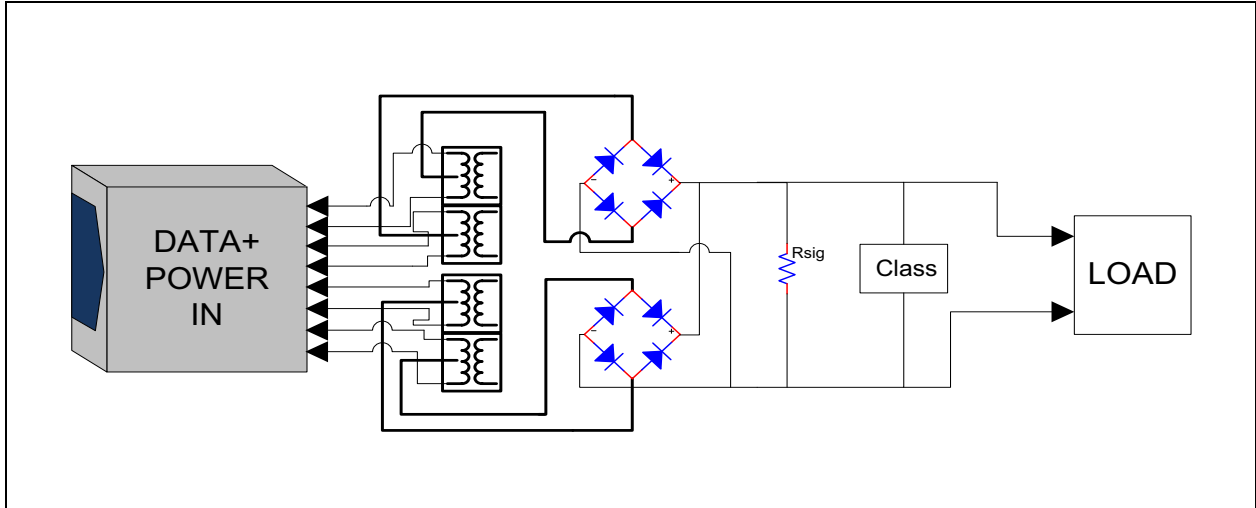 DATA+
POWER
IN
− +
Rsig
Class
LOAD
− +